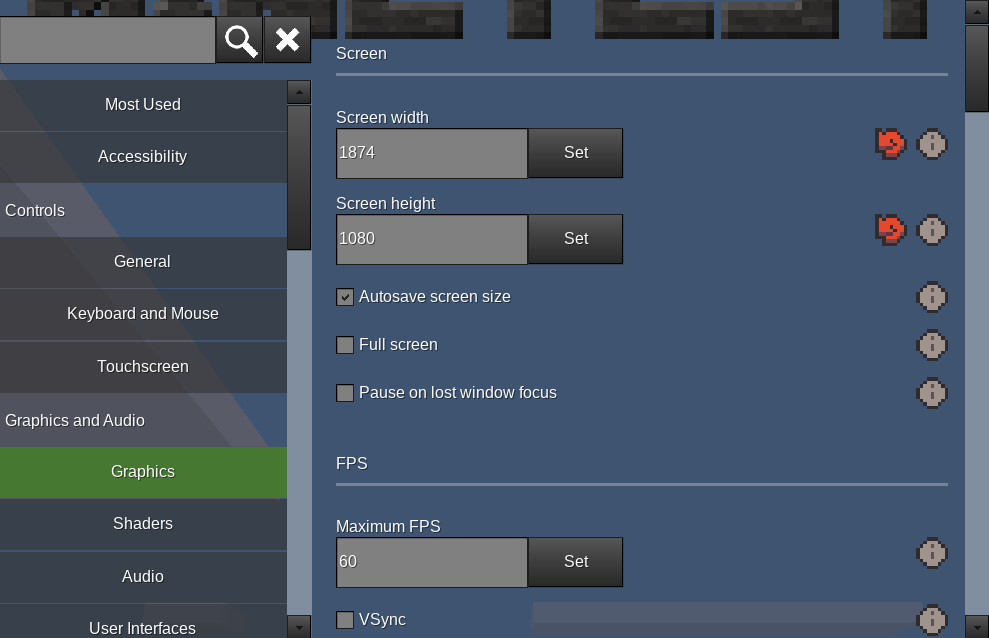 Most Used
Accessibility
Controls
General
Keyboard and Mouse
Touchscreen
Graphics and Audio
Graphics
Shaders
Audio
User Interfaces
Screen
Screen width
1874
Set
Screen height
1080
Set
Autosave screen size
Full screen
Pause on lost window focus
FPS
Maximum FPS
60
Set
VSync